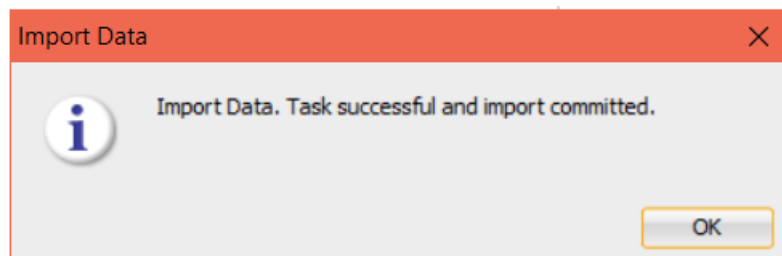 Import Data
Import Data. Task successful and import committed.
OK